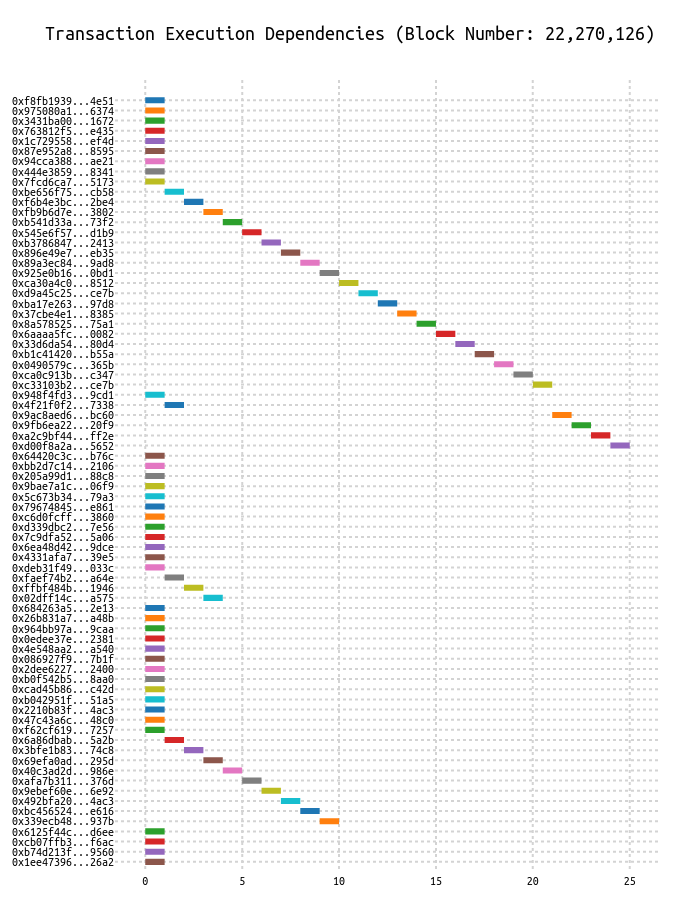 Transaction Execution Dependencies (Block Number: 22,270,126)
0xf8fb1939...4e51
0x975080a1...6374
0x3431ba00...1672
0x763812f5...e435
0x1c729558...ef4d
0x87e952a8...8595
0x94cca388...ae21
0x444e3859...8341
0x7fcd6ca7...5173
0xbe656f75...cb58
0xf6b4e3bc...2be4
0xfb9b6d7e...3802
0xb541d33a...73f2
0x545e6f57...d1b9
0xb3786847...2413
0x896e49e7...eb35
0x89a3ec84...9ad8
0x925e0b16...0bd1
0xca30a4c0...8512
0xd9a45c25...ce7b
0xba17e263...97d8
0x37cbe4e1...8385
0x8a578525...75a1
0x6aaaa5fc...0082
0x33d6da54...80d4
0xb1c41420...b55a
0x0490579c...365b
0xca0c913b...c347
0xc33103b2...ce7b
0x948f4fd3...9cd1
0x4f21f0f2...7338
0x9ac8aed6...bc60
0x9fb6ea22...20f9
0xa2c9bf44...ff2e
0xd00f8a2a...5652
0x64420c3c...b76c
0xbb2d7c14...2106
0x205a99d1...88c8
0x9bae7a1c...06f9
0x5c673b34...79a3
0x79674845...e861
0xc6d0fcff...3860
0xd339dbc2...7e56
0x7c9dfa52...5a06
0x6ea48d42...9dce
0x4331afa7...39e5
0xdeb31f49...033c
0xfaef74b2...a64e
0xffbf484b...1946
0x02dff14c...a575
0x684263a5...2e13
0x26b831a7...a48b
0x964bb97a...9caa
0x0edee37e...2381
0x4e548aa2...a540
0x086927f9...7b1f
0x2dee6227...2400
0xb0f542b5...8aa0
0xcad45b86...c42d
0xb042951f...51a5
0x2210b83f...4ac3
0x47c43a6c...48c0
0xf62cf619...7257
0x6a86dbab...5a2b
0x3bfe1b83...74c8
0x69efa0ad...295d
0x40c3ad2d...986e
0xafa7b311...376d
0x9ebef60e...6e92
0x492bfa20...4ac3
0xbc456524...e616
0x339ecb48...937b
0x6125f44c...d6ee
0xcb07ffb3...f6ac
0xb74d213f...9560
0x1ee47396...26a2
0 5 10 15 20 25